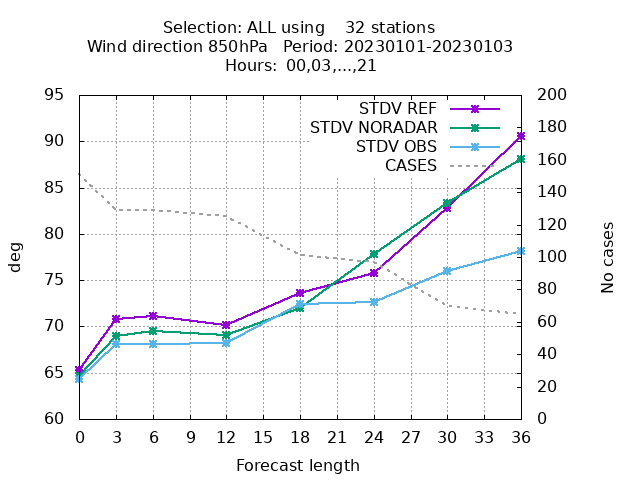 Selection: ALL using    32 stations
Wind direction 850hPa   Period: 20230101-20230103
Hours:  00,03,...,21
STDV REF
STDV NORADAR
STDV OBS
CASES
95
90
85
80
75
70
65
60
deg
200
180
160
140
120
100
80
60
40
20
0
No cases
0 3 6 9 12 15 18 21 24 27 30 33 36
Forecast length